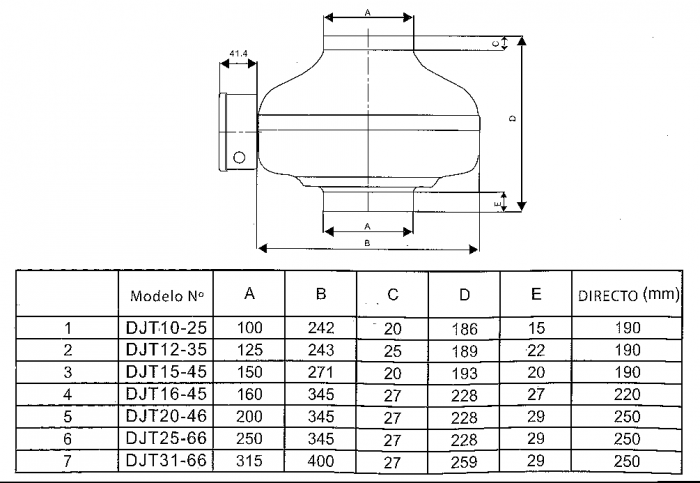 A
C
41.4
D
E
A
B
Modelo Nº A B C D E DIRECTO (mm)
1 DJT10-25 100 242 20 186 15 190
2 DJT12-35 125 243 25 189 22 190
3 DJT15-45 150 271 20 193 20 190
4 DJT16-45 160 345 27 228 27 220
5 DJT20-46 200 345 27 228 29 250
6 DJT25-66 250 345 27 228 29 250
7 DJT31-66 315 400 27 259 29 250